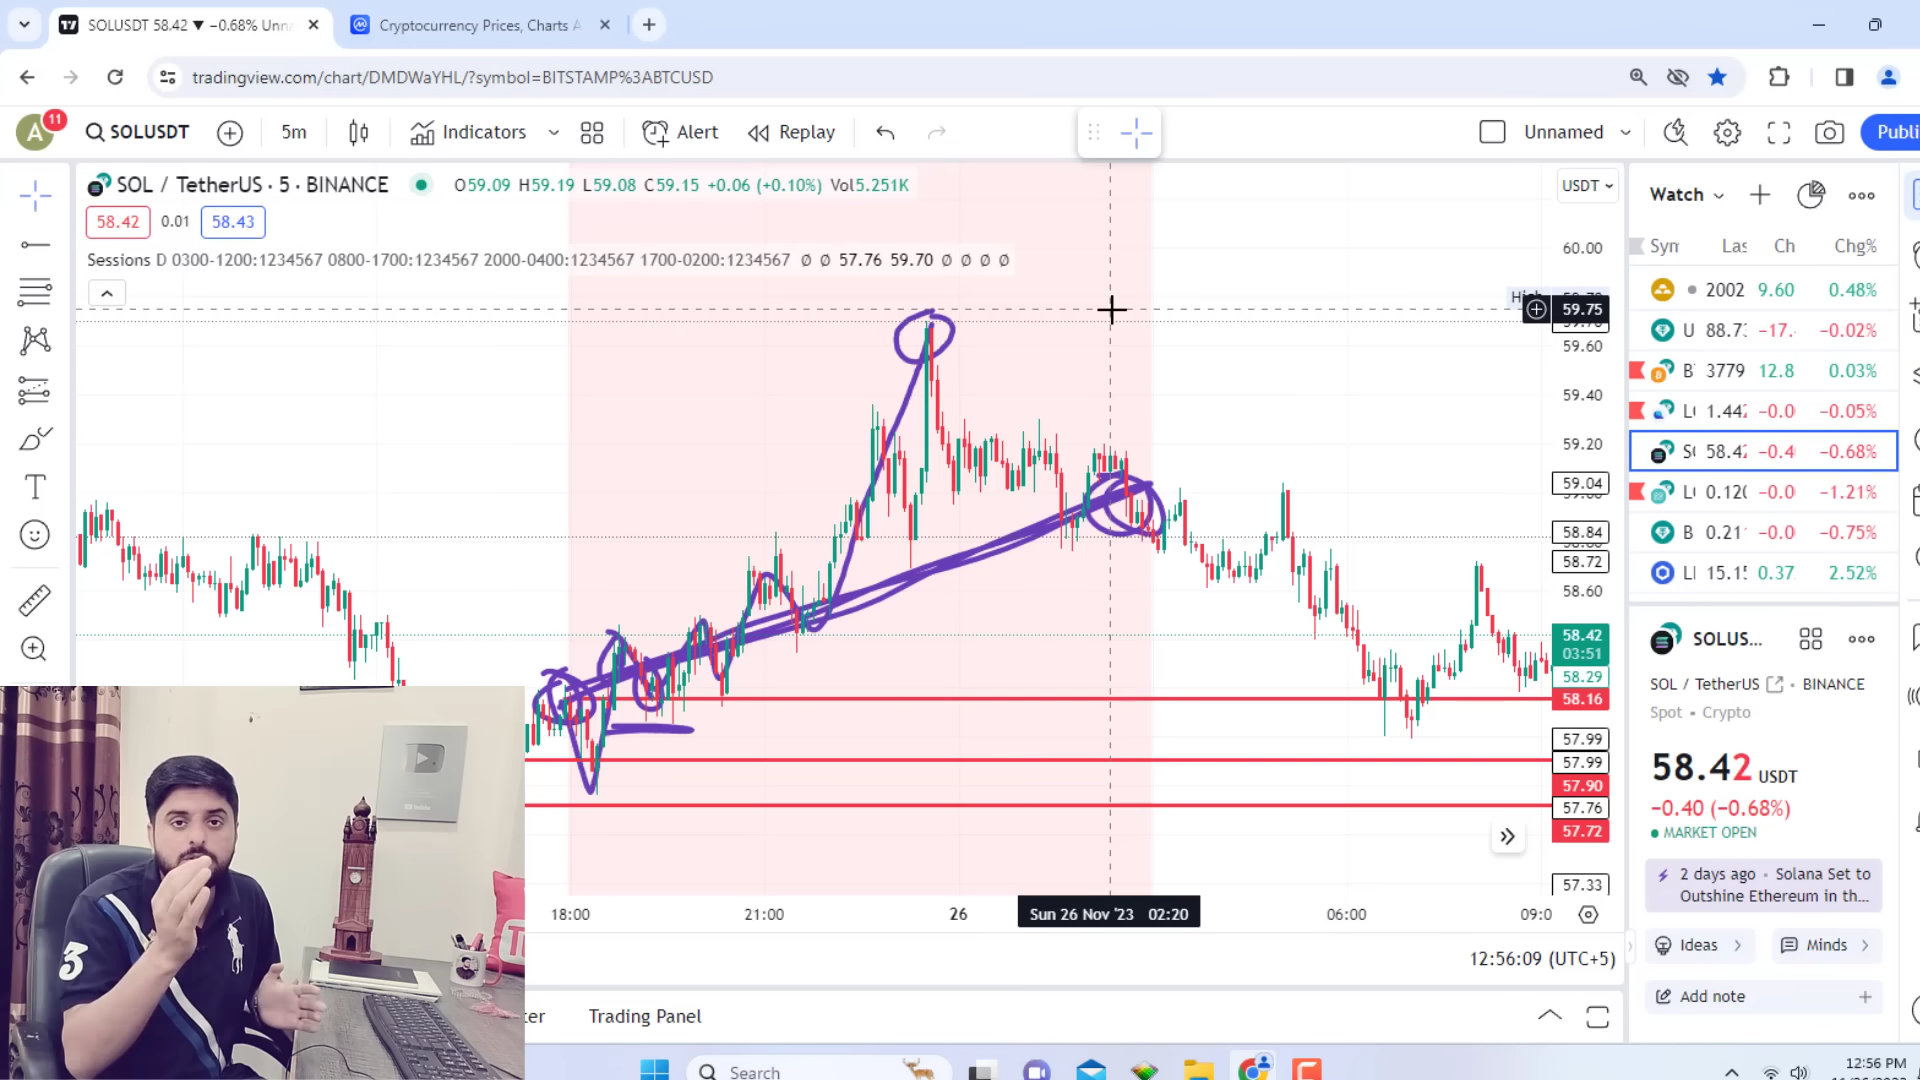 SOLUSDT 58.42 ▼ −0.68% Unn
Cryptocurrency Prices, Charts A
tradingview.com/chart/DMDWaYHL/?symbol=BITSTAMP%3ABTCUSD
A 11 SOLUSDT 5m Indicators Alert Replay Unnamed Publi
SOL / TetherUS · 5 · BINANCE O59.09 H59.19 L59.08 C59.15 +0.06 (+0.10%) Vol5.251K
58.42 0.01 58.43
Sessions D 0300-1200:1234567 0800-1700:1234567 2000-0400:1234567 1700-0200:1234567 ∅ ∅ 57.76 59.70 ∅ ∅ ∅ ∅
USDT
60.00
59.75
59.60
59.40
59.20
59.04
58.84
58.72
58.60
58.42
03:51
58.29
58.16
57.99
57.99
57.90
57.76
57.72
57.33
18:00 21:00 26 Sun 26 Nov '23 02:20 06:00 09:0
12:56:09 (UTC+5)
ter Trading Panel
Watch
Syn Las Ch Chg%
2002 9.60 0.48%
U 88.7 −17. −0.02%
B 3779 12.8 0.03%
1.44 −0.0 −0.05%
58.42 −0.4 −0.68%
0.120 −0.0 −1.21%
B 0.21 −0.0 −0.75%
LI 15.15 0.37 2.52%
SOLUS...
SOL / TetherUS • BINANCE
Spot • Crypto
58.42 USDT
−0.40 (−0.68%)
MARKET OPEN
2 days ago • Solana Set to
Outshine Ethereum in th...
Ideas Minds
Add note
3
Search
12:56 PM